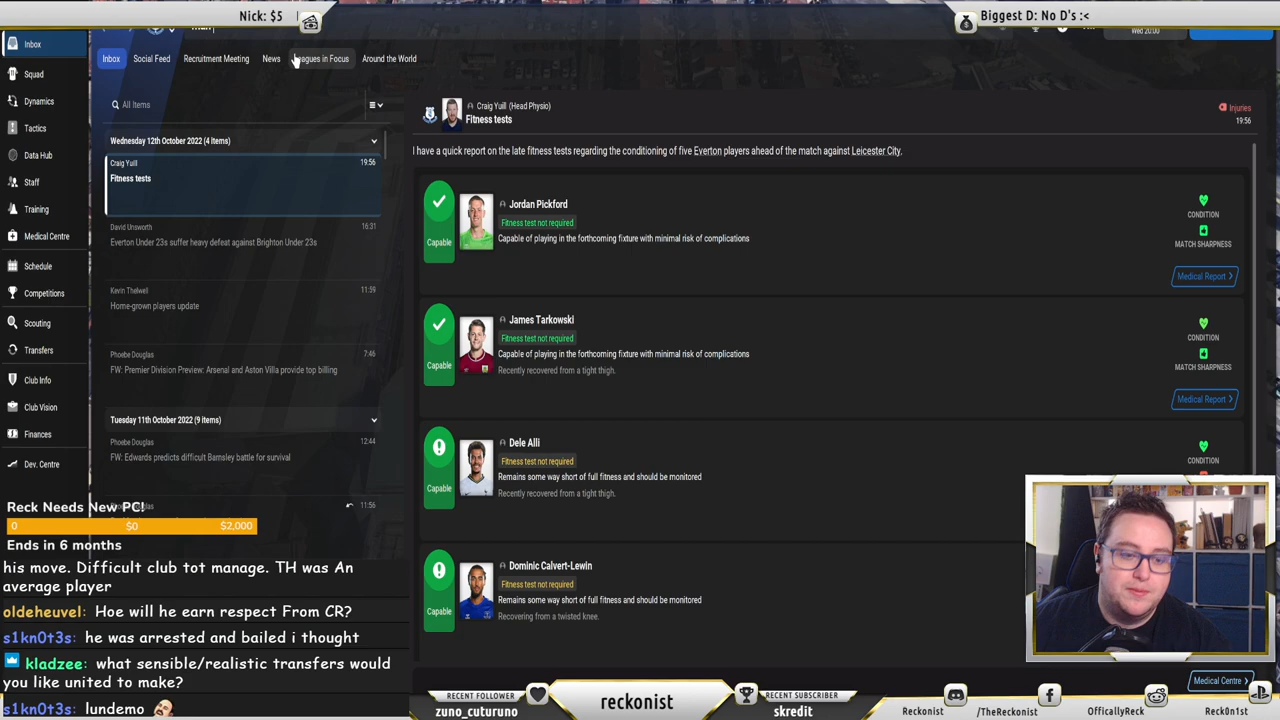 Nick: $5
Biggest D: No D's :<
Inbox
Squad
Dynamics
Tactics
Data Hub
Staff
Training
Medical Centre
Schedule
Competitions
Scouting
Transfers
Club Info
Club Vision
Finances
Dev. Centre
Wed 20:00
Inbox Social Feed Recruitment Meeting News Leagues in Focus Around the World
All Items
Wednesday 12th October 2022 (4 items)
Craig Yuill 19:56
Fitness tests
David Unsworth 16:31
Everton Under 23s suffer heavy defeat against Brighton Under 23s
Kevin Thelwell 11:59
Home-grown players update
Phoebe Douglas 7:46
FW: Premier Division Preview: Arsenal and Aston Villa provide top billing
Tuesday 11th October 2022 (9 items)
Phoebe Douglas 12:44
FW: Edwards predicts difficult Barnsley battle for survival
11:56
Craig Yuill (Head Physio)
Fitness tests
Injuries
19:56
I have a quick report on the late fitness tests regarding the conditioning of five Everton players ahead of the match against Leicester City.
Capable
Jordan Pickford
Fitness test not required
Capable of playing in the forthcoming fixture with minimal risk of complications
CONDITION
MATCH SHARPNESS
Medical Report
Capable
James Tarkowski
Fitness test not required
Capable of playing in the forthcoming fixture with minimal risk of complications
Recently recovered from a tight thigh.
CONDITION
MATCH SHARPNESS
Medical Report
Capable
Dele Alli
Fitness test not required
Remains some way short of full fitness and should be monitored
Recently recovered from a tight thigh.
CONDITION
Capable
Dominic Calvert-Lewin
Fitness test not required
Remains some way short of full fitness and should be monitored
Recovering from a twisted knee.
Medical Centre
Reck Needs New PC!
0 $0 $2,000
Ends in 6 months
his move. Difficult club tot manage. TH was An
average player
oldeheuvel: Hoe will he earn respect From CR?
s1kn0t3s: he was arrested and bailed i thought
kladzee: what sensible/realistic transfers would
you like united to make?
s1kn0t3s: lundemo
RECENT FOLLOWER
zuno_cuturuno
reckonist
RECENT SUBSCRIBER
skredit
Reckonist
/TheReckonist
OfficallyReck
Reck0n1st